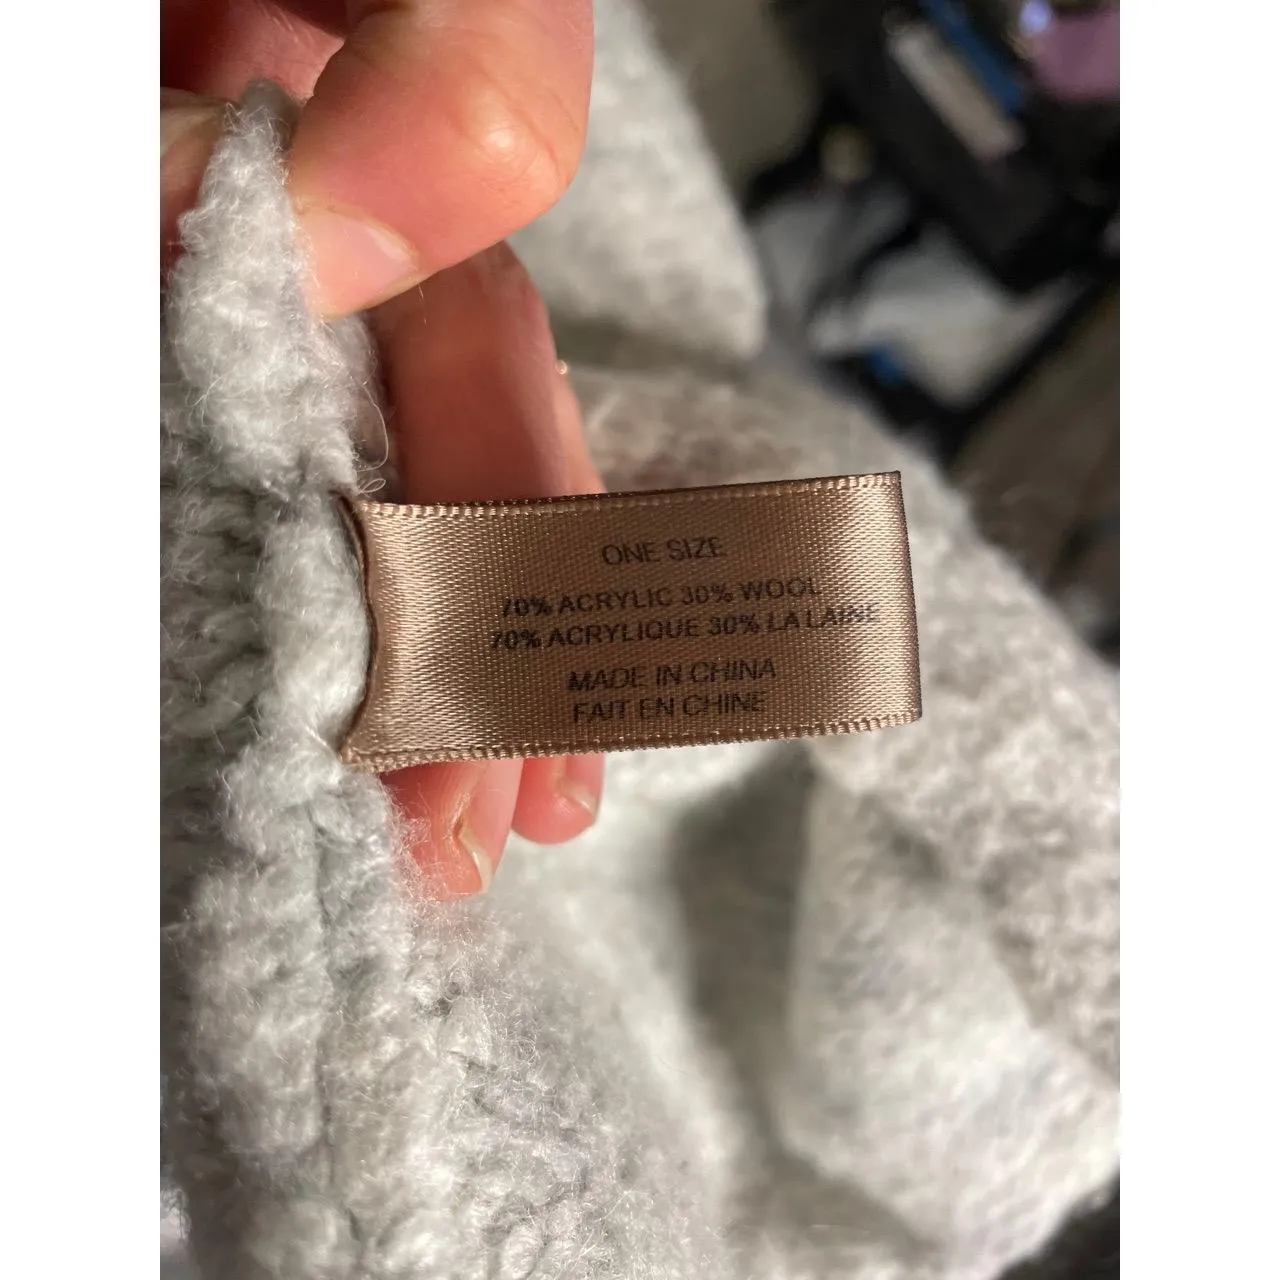 ONE SIZE
70% ACRYLIC 30% WOOL
70% ACRYLIQUE 30% LA LAINE
MADE IN CHINA
FAIT EN CHINE